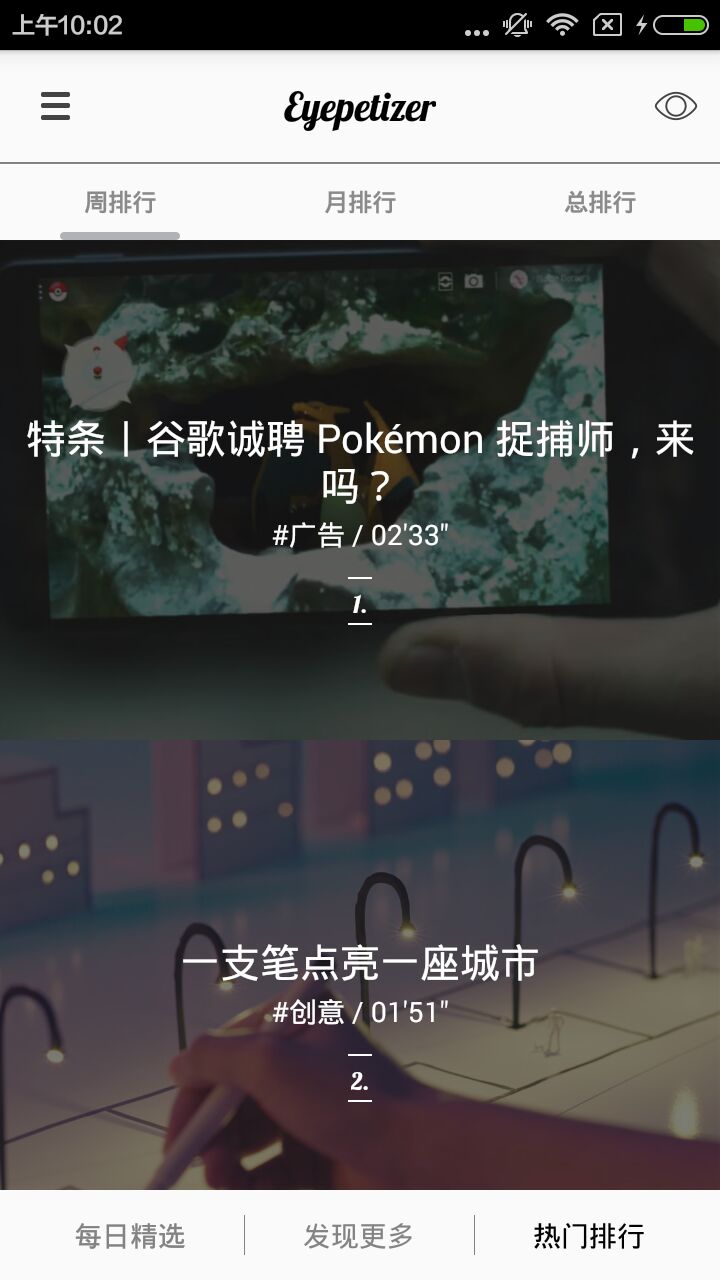 上午10:02
Eyepetizer
周排行
月排行
总排行
特条丨谷歌诚聘 Pokémon 捉捕师，来
吗？
#广告 / 02'33"
1.
一支笔点亮一座城市
#创意 / 01'51"
2.
每日精选
发现更多
热门排行